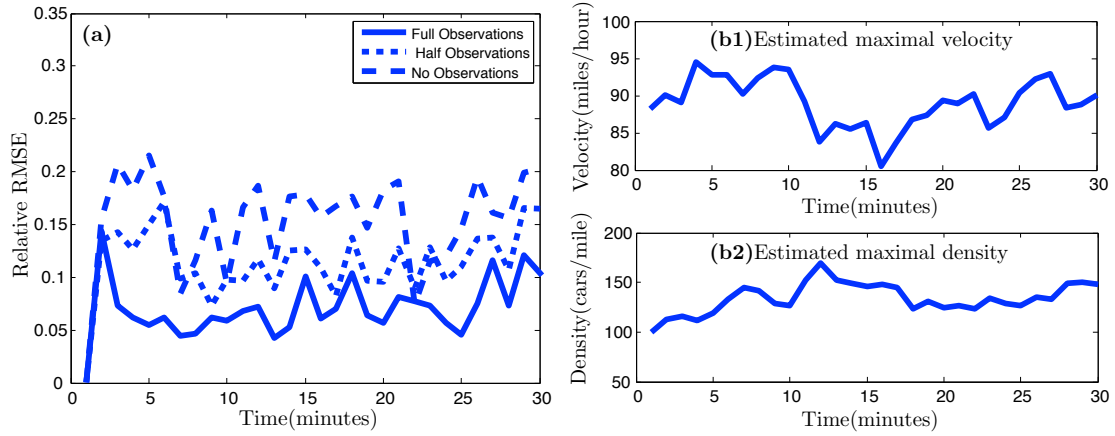 (a)
Full Observations
Half Observations
No Observations
0.35
0.3
0.25
0.2
0.15
0.1
0.05
0
0 5 10 15 20 25 30
Time(minutes)
Relative RMSE
(b1)Estimated maximal velocity
100
95
90
85
80
0 5 10 15 20 25 30
Time(minutes)
Velocity(miles/hour)
(b2)Estimated maximal density
200
150
100
50
0 5 10 15 20 25 30
Time(minutes)
Density(cars/mile)